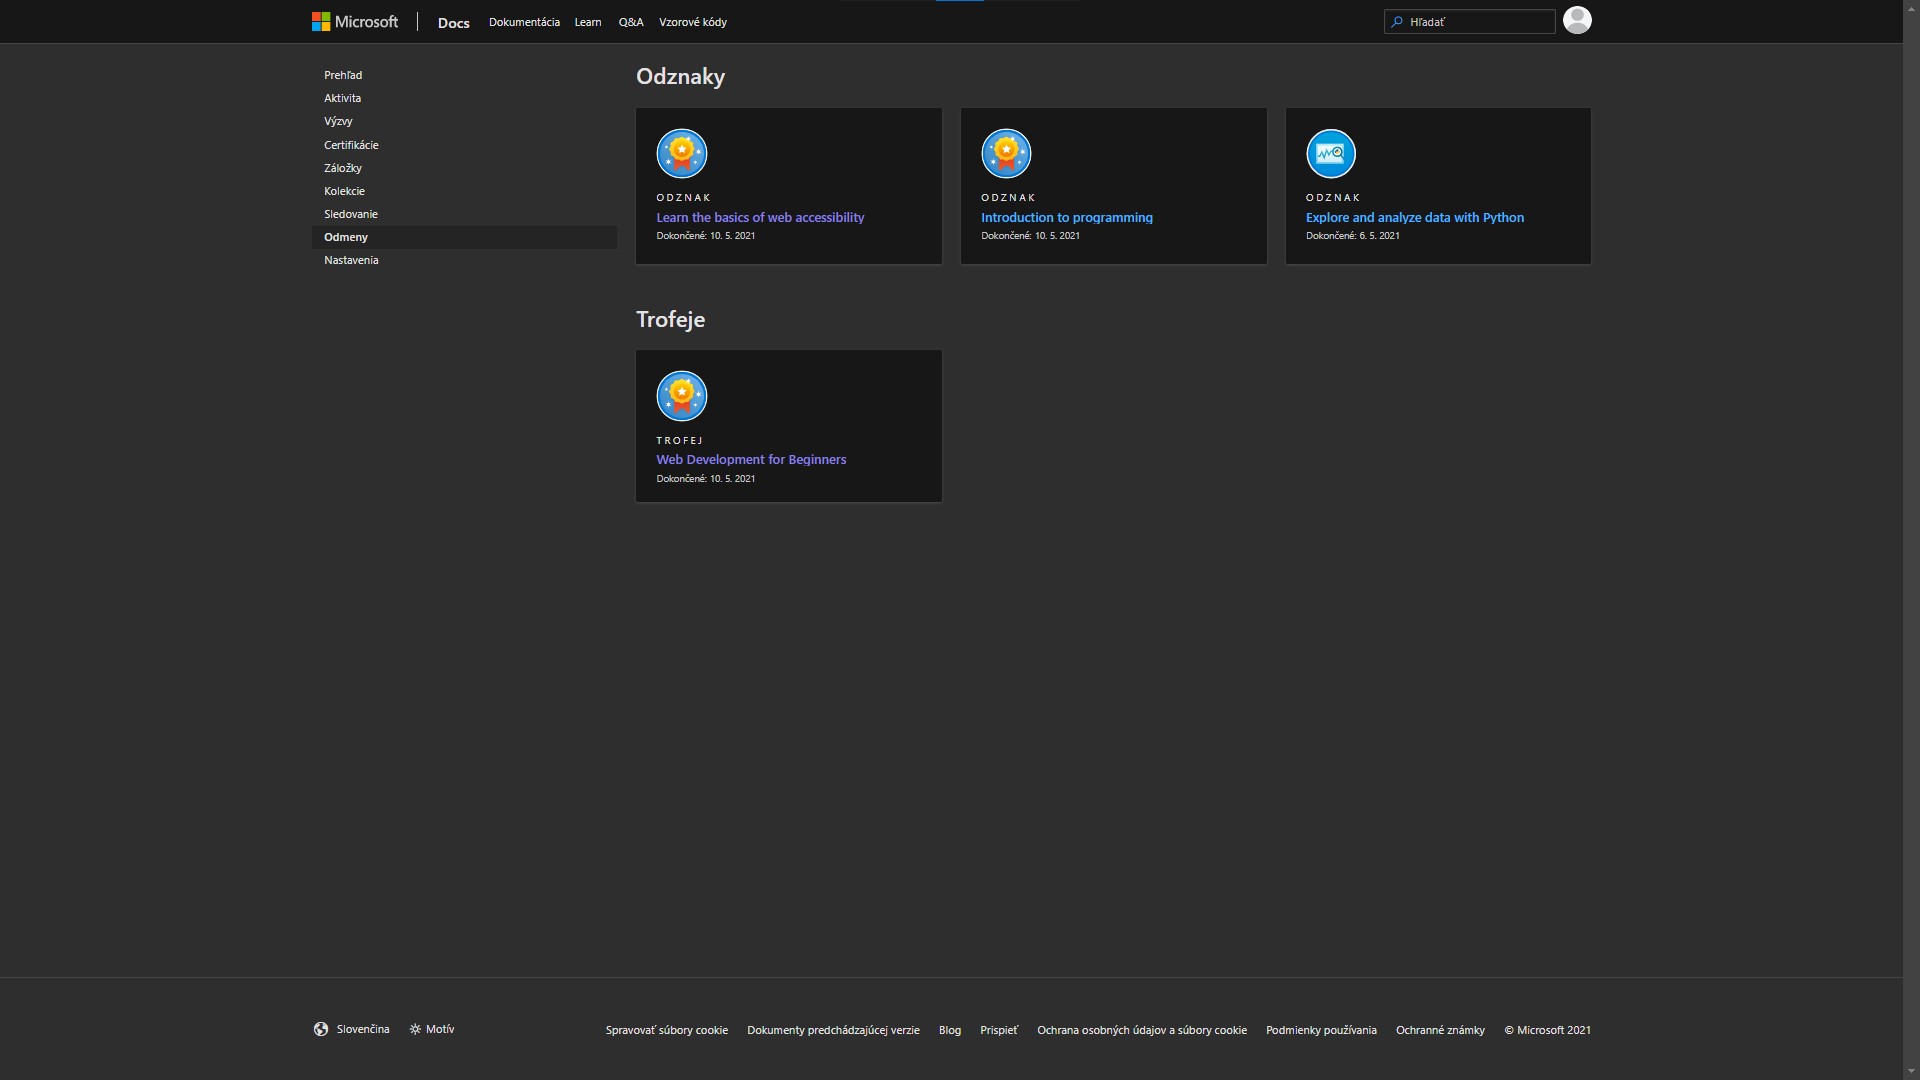 Microsoft
Docs
Dokumentácia
Learn
Q&A
Vzorové kódy
Hľadať
Prehľad
Aktivita
Výzvy
Certifikácie
Záložky
Kolekcie
Sledovanie
Odmeny
Nastavenia
Odznaky
ODZNAK
Learn the basics of web accessibility
Dokončené: 10. 5. 2021
ODZNAK
Introduction to programming
Dokončené: 10. 5. 2021
ODZNAK
Explore and analyze data with Python
Dokončené: 6. 5. 2021
Trofeje
TROFEJ
Web Development for Beginners
Dokončené: 10. 5. 2021
Slovenčina
Motív
Spravovať súbory cookie
Dokumenty predchádzajúcej verzie
Blog
Prispieť
Ochrana osobných údajov a súbory cookie
Podmienky používania
Ochranné známky
© Microsoft 2021